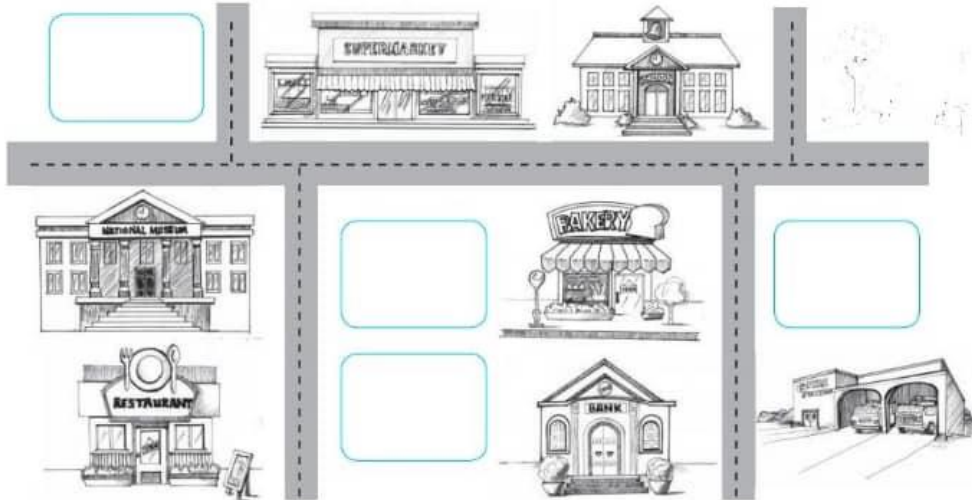 SUPERMARKET
SCHOOL
NATIONAL MUSEUM
BAKERY
RESTAURANT
BANK